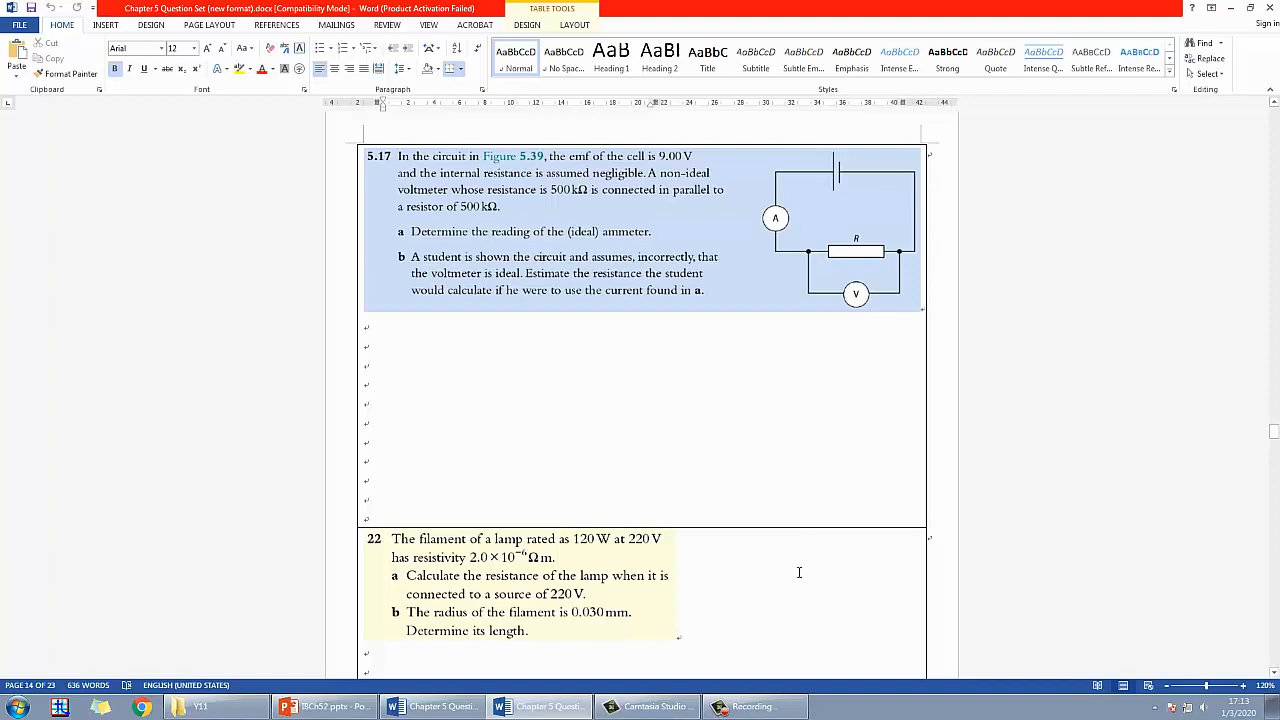 Chapter 5 Question Set (new format).docx [Compatibility Mode] - Word (Product Activation Failed)
TABLE TOOLS
FILE HOME INSERT DESIGN PAGE LAYOUT REFERENCES MAILINGS REVIEW VIEW ACROBAT DESIGN LAYOUT
Sign in
Paste
Cut
Copy
Format Painter
Clipboard
Arial 12
Font
Paragraph
AaBbCcD AaBbCcD AaB AaBI AaBbC AaBbCcD AaBbCcD AaBbCcD AaBbCcD AaBbCcD AaBbCcD AaBbCcD AaBbCcD AaBbCcD
Normal No Spac... Heading 1 Heading 2 Title Subtitle Subtle Em... Emphasis Intense E... Strong Quote Intense Q... Subtle Ref... Intense Re...
Styles
Find
Replace
Select
Editing
5.17 In the circuit in Figure 5.39, the emf of the cell is 9.00 V
and the internal resistance is assumed negligible. A non-ideal
voltmeter whose resistance is 500 kΩ is connected in parallel to
a resistor of 500 kΩ.
a Determine the reading of the (ideal) ammeter.
b A student is shown the circuit and assumes, incorrectly, that
the voltmeter is ideal. Estimate the resistance the student
would calculate if he were to use the current found in a.
A
R
V
22 The filament of a lamp rated as 120 W at 220 V
has resistivity 2.0 × 10⁻⁶ Ω m.
a Calculate the resistance of the lamp when it is
connected to a source of 220 V.
b The radius of the filament is 0.030 mm.
Determine its length.
PAGE 14 OF 23 636 WORDS ENGLISH (UNITED STATES)
120%
Y11
IBCh52.pptx - Po...
Chapter 5 Questi...
Chapter 5 Questi...
Camtasia Studio ...
Recording...
17:13
1/3/2020